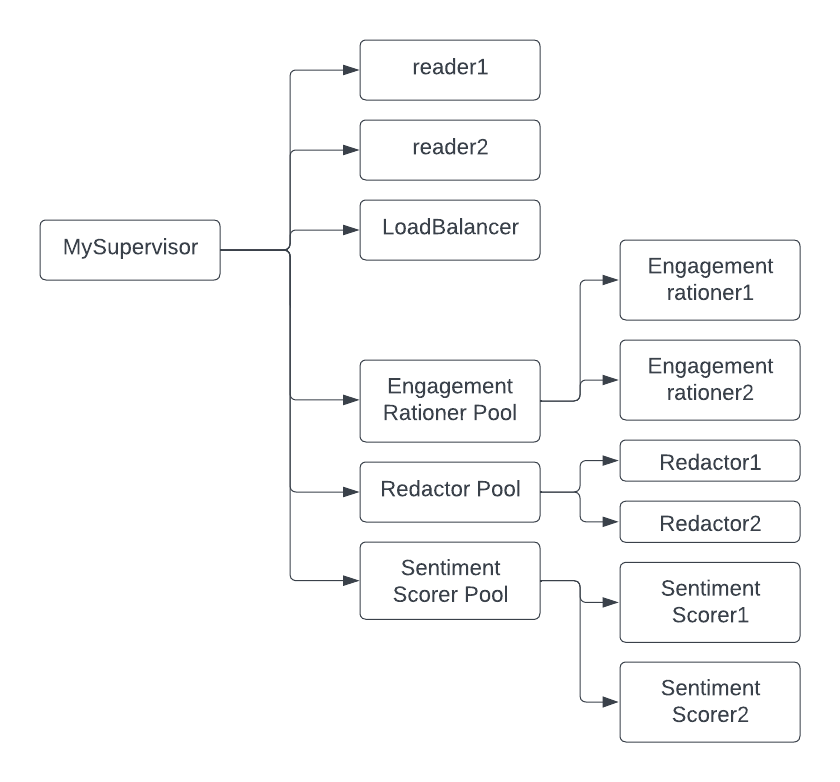 reader1
reader2
MySupervisor
LoadBalancer
Engagement
rationer1
Engagement
rationer2
Engagement
Rationer Pool
Redactor1
Redactor Pool
Redactor2
Sentiment
Scorer Pool
Sentiment
Scorer1
Sentiment
Scorer2